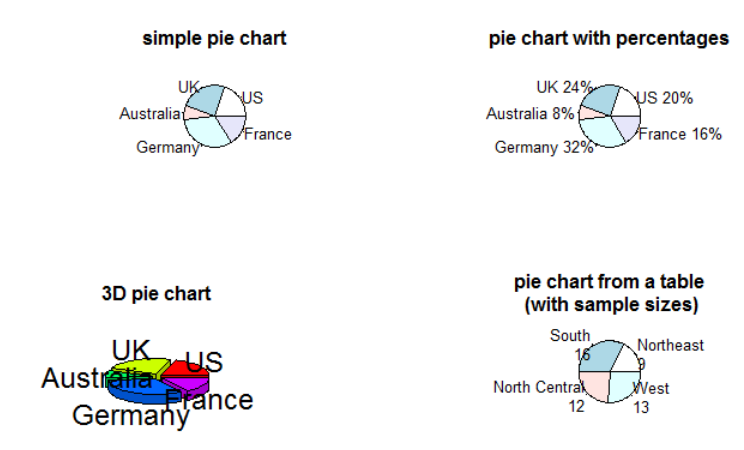 simple pie chart
UK
US
Australia
France
Germany
pie chart with percentages
UK 24%
US 20%
Australia 8%
France 16%
Germany 32%
3D pie chart
UK
US
Australia
France
Germany
pie chart from a table
(with sample sizes)
South
16
Northeast
9
North Central
12
West
13